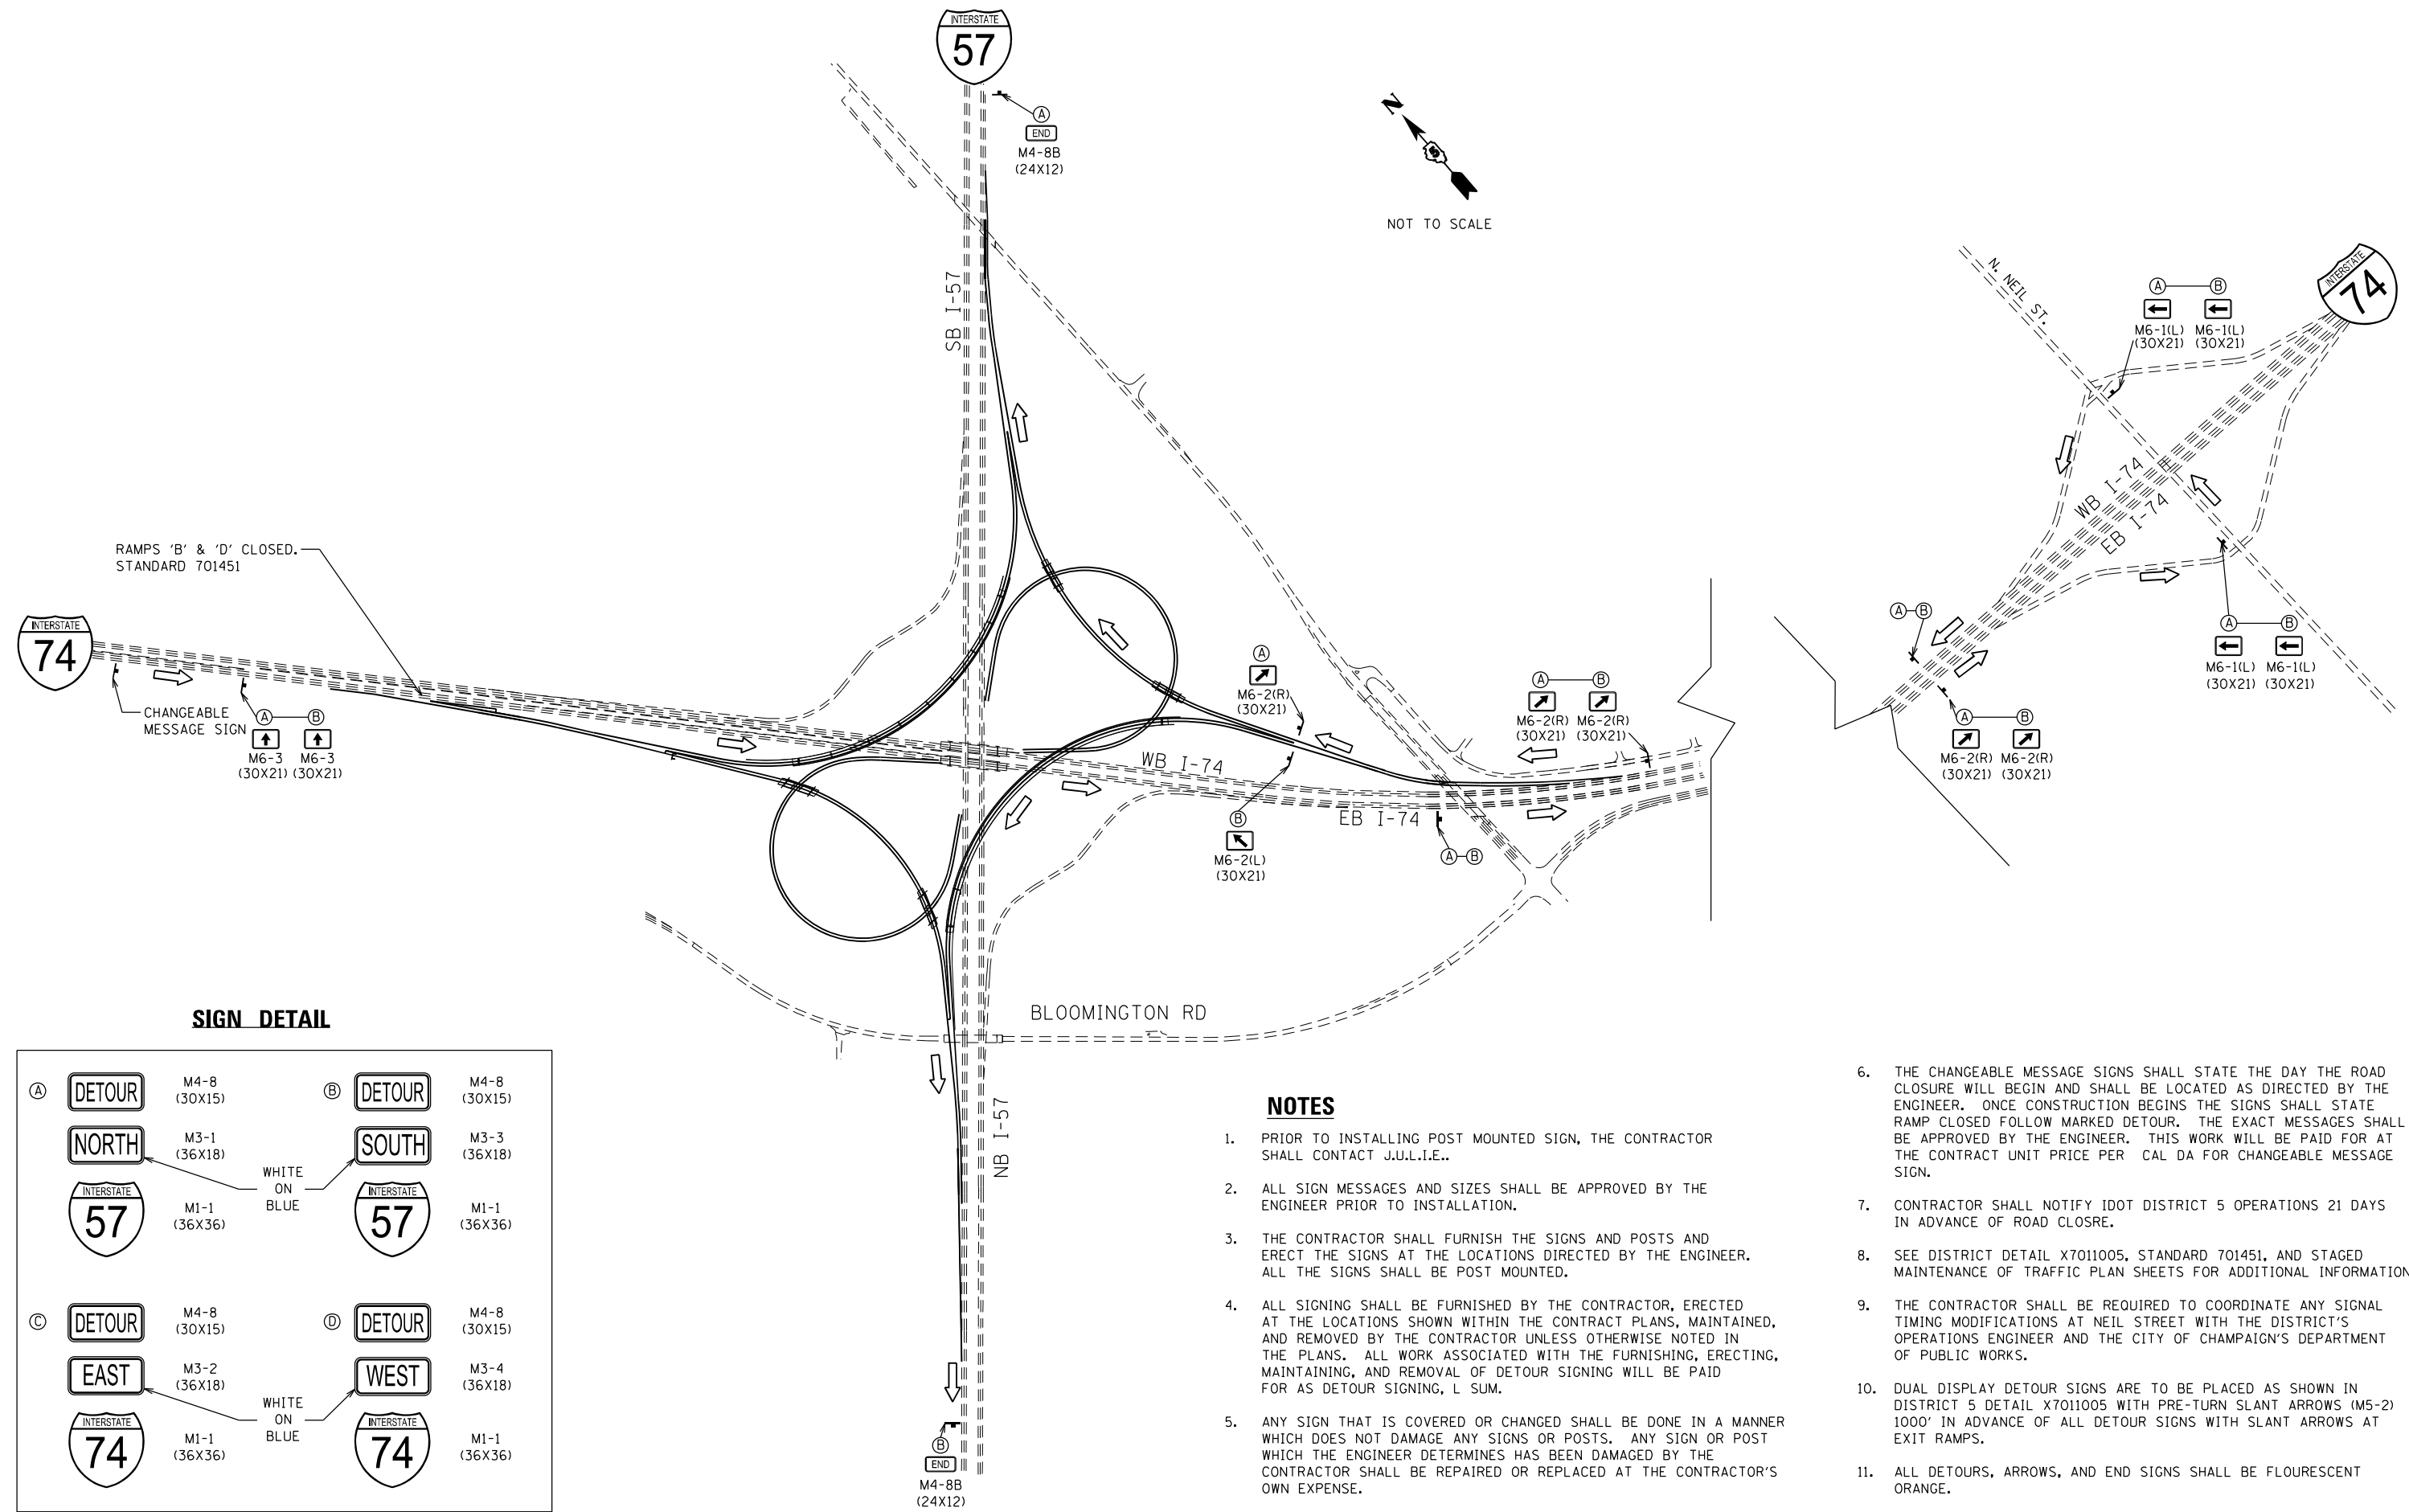 INTERSTATE
57
Ⓐ
END
M4-8B
(24X12)
N
5
NOT TO SCALE
SB I-57
N. NEIL ST.
INTERSTATE
74
Ⓐ Ⓑ
M6-1(L) M6-1(L)
(30X21) (30X21)
WB I-74
EB I-74
RAMPS 'B' & 'D' CLOSED.
STANDARD 701451
INTERSTATE
74
CHANGEABLE
MESSAGE SIGN
Ⓐ Ⓑ
M6-3 M6-3
(30X21) (30X21)
Ⓐ
M6-2(R)
(30X21)
Ⓐ Ⓑ
M6-2(R) M6-2(R)
(30X21) (30X21)
Ⓐ Ⓑ
Ⓐ Ⓑ
M6-1(L) M6-1(L)
(30X21) (30X21)
Ⓐ Ⓑ
M6-2(R) M6-2(R)
(30X21) (30X21)
WB I-74
EB I-74
Ⓑ
M6-2(L)
(30X21)
Ⓐ Ⓑ
BLOOMINGTON RD
NB I-57
Ⓑ
END
M4-8B
(24X12)
SIGN DETAIL
Ⓐ DETOUR M4-8 Ⓑ DETOUR M4-8
(30X15) (30X15)
NORTH M3-1 SOUTH M3-3
(36X18) (36X18)
WHITE
ON
BLUE
INTERSTATE INTERSTATE
57 M1-1 57 M1-1
(36X36) (36X36)
Ⓒ DETOUR M4-8 Ⓓ DETOUR M4-8
(30X15) (30X15)
EAST M3-2 WEST M3-4
(36X18) (36X18)
WHITE
ON
BLUE
INTERSTATE INTERSTATE
74 M1-1 74 M1-1
(36X36) (36X36)
NOTES
1. PRIOR TO INSTALLING POST MOUNTED SIGN, THE CONTRACTOR
SHALL CONTACT J.U.L.I.E..
2. ALL SIGN MESSAGES AND SIZES SHALL BE APPROVED BY THE
ENGINEER PRIOR TO INSTALLATION.
3. THE CONTRACTOR SHALL FURNISH THE SIGNS AND POSTS AND
ERECT THE SIGNS AT THE LOCATIONS DIRECTED BY THE ENGINEER.
ALL THE SIGNS SHALL BE POST MOUNTED.
4. ALL SIGNING SHALL BE FURNISHED BY THE CONTRACTOR, ERECTED
AT THE LOCATIONS SHOWN WITHIN THE CONTRACT PLANS, MAINTAINED,
AND REMOVED BY THE CONTRACTOR UNLESS OTHERWISE NOTED IN
THE PLANS. ALL WORK ASSOCIATED WITH THE FURNISHING, ERECTING,
MAINTAINING, AND REMOVAL OF DETOUR SIGNING WILL BE PAID
FOR AS DETOUR SIGNING, L SUM.
5. ANY SIGN THAT IS COVERED OR CHANGED SHALL BE DONE IN A MANNER
WHICH DOES NOT DAMAGE ANY SIGNS OR POSTS. ANY SIGN OR POST
WHICH THE ENGINEER DETERMINES HAS BEEN DAMAGED BY THE
CONTRACTOR SHALL BE REPAIRED OR REPLACED AT THE CONTRACTOR'S
OWN EXPENSE.
6. THE CHANGEABLE MESSAGE SIGNS SHALL STATE THE DAY THE ROAD
CLOSURE WILL BEGIN AND SHALL BE LOCATED AS DIRECTED BY THE
ENGINEER. ONCE CONSTRUCTION BEGINS THE SIGNS SHALL STATE
RAMP CLOSED FOLLOW MARKED DETOUR. THE EXACT MESSAGES SHALL
BE APPROVED BY THE ENGINEER. THIS WORK WILL BE PAID FOR AT
THE CONTRACT UNIT PRICE PER CAL DA FOR CHANGEABLE MESSAGE
SIGN.
7. CONTRACTOR SHALL NOTIFY IDOT DISTRICT 5 OPERATIONS 21 DAYS
IN ADVANCE OF ROAD CLOSRE.
8. SEE DISTRICT DETAIL X7011005, STANDARD 701451, AND STAGED
MAINTENANCE OF TRAFFIC PLAN SHEETS FOR ADDITIONAL INFORMATION
9. THE CONTRACTOR SHALL BE REQUIRED TO COORDINATE ANY SIGNAL
TIMING MODIFICATIONS AT NEIL STREET WITH THE DISTRICT'S
OPERATIONS ENGINEER AND THE CITY OF CHAMPAIGN'S DEPARTMENT
OF PUBLIC WORKS.
10. DUAL DISPLAY DETOUR SIGNS ARE TO BE PLACED AS SHOWN IN
DISTRICT 5 DETAIL X7011005 WITH PRE-TURN SLANT ARROWS (M5-2)
1000' IN ADVANCE OF ALL DETOUR SIGNS WITH SLANT ARROWS AT
EXIT RAMPS.
11. ALL DETOURS, ARROWS, AND END SIGNS SHALL BE FLOURESCENT
ORANGE.